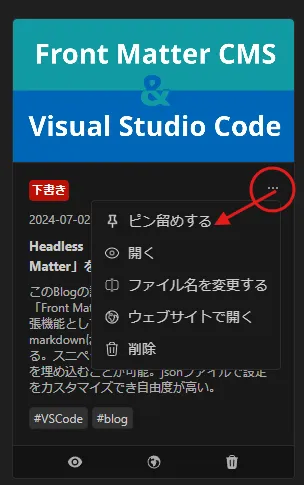 Front Matter CMS
&
Visual Studio Code
下書き
...
2024-07-02
ピン留めする
Headless
開く
Matter」を
ファイル名を変更する
このBlogの
「Front Mat
ウェブサイトで開く
張機能とし
markdownに
削除
る。スニペ
を埋め込むことが可能。jsonファイルで設定
をカスタマイズでき自由度が高い。
#VSCode
#blog